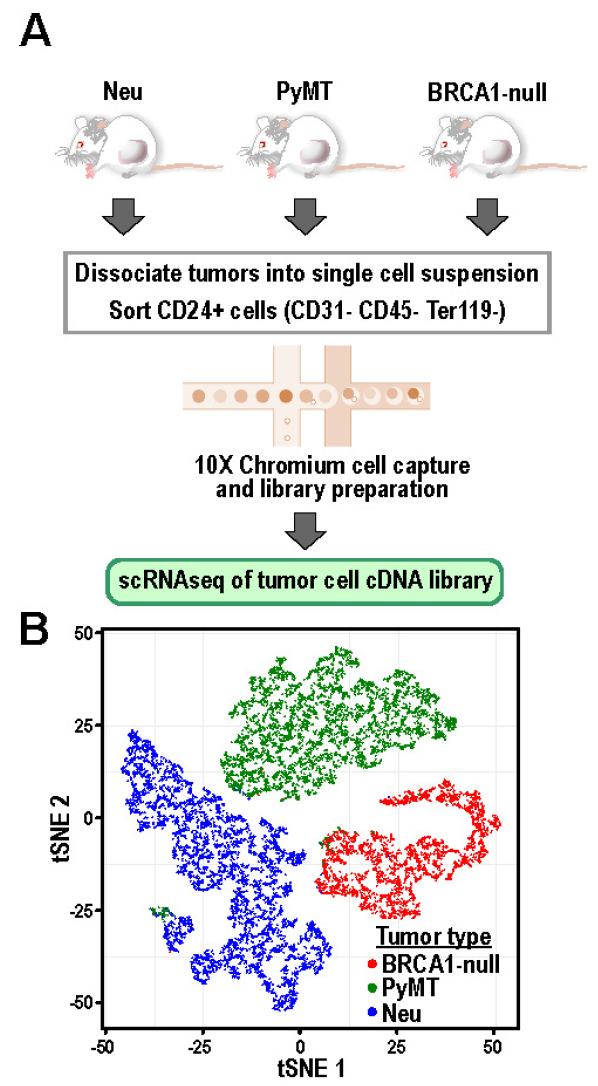 A
Neu PyMT BRCA1-null
Dissociate tumors into single cell suspension
Sort CD24+ cells (CD31- CD45- Ter119-)
10X Chromium cell capture
and library preparation
scRNAseq of tumor cell cDNA library
B
50
25
0
-25
-50
tSNE 2
Tumor type
BRCA1-null
PyMT
Neu
-50 -25 0 25 50
tSNE 1